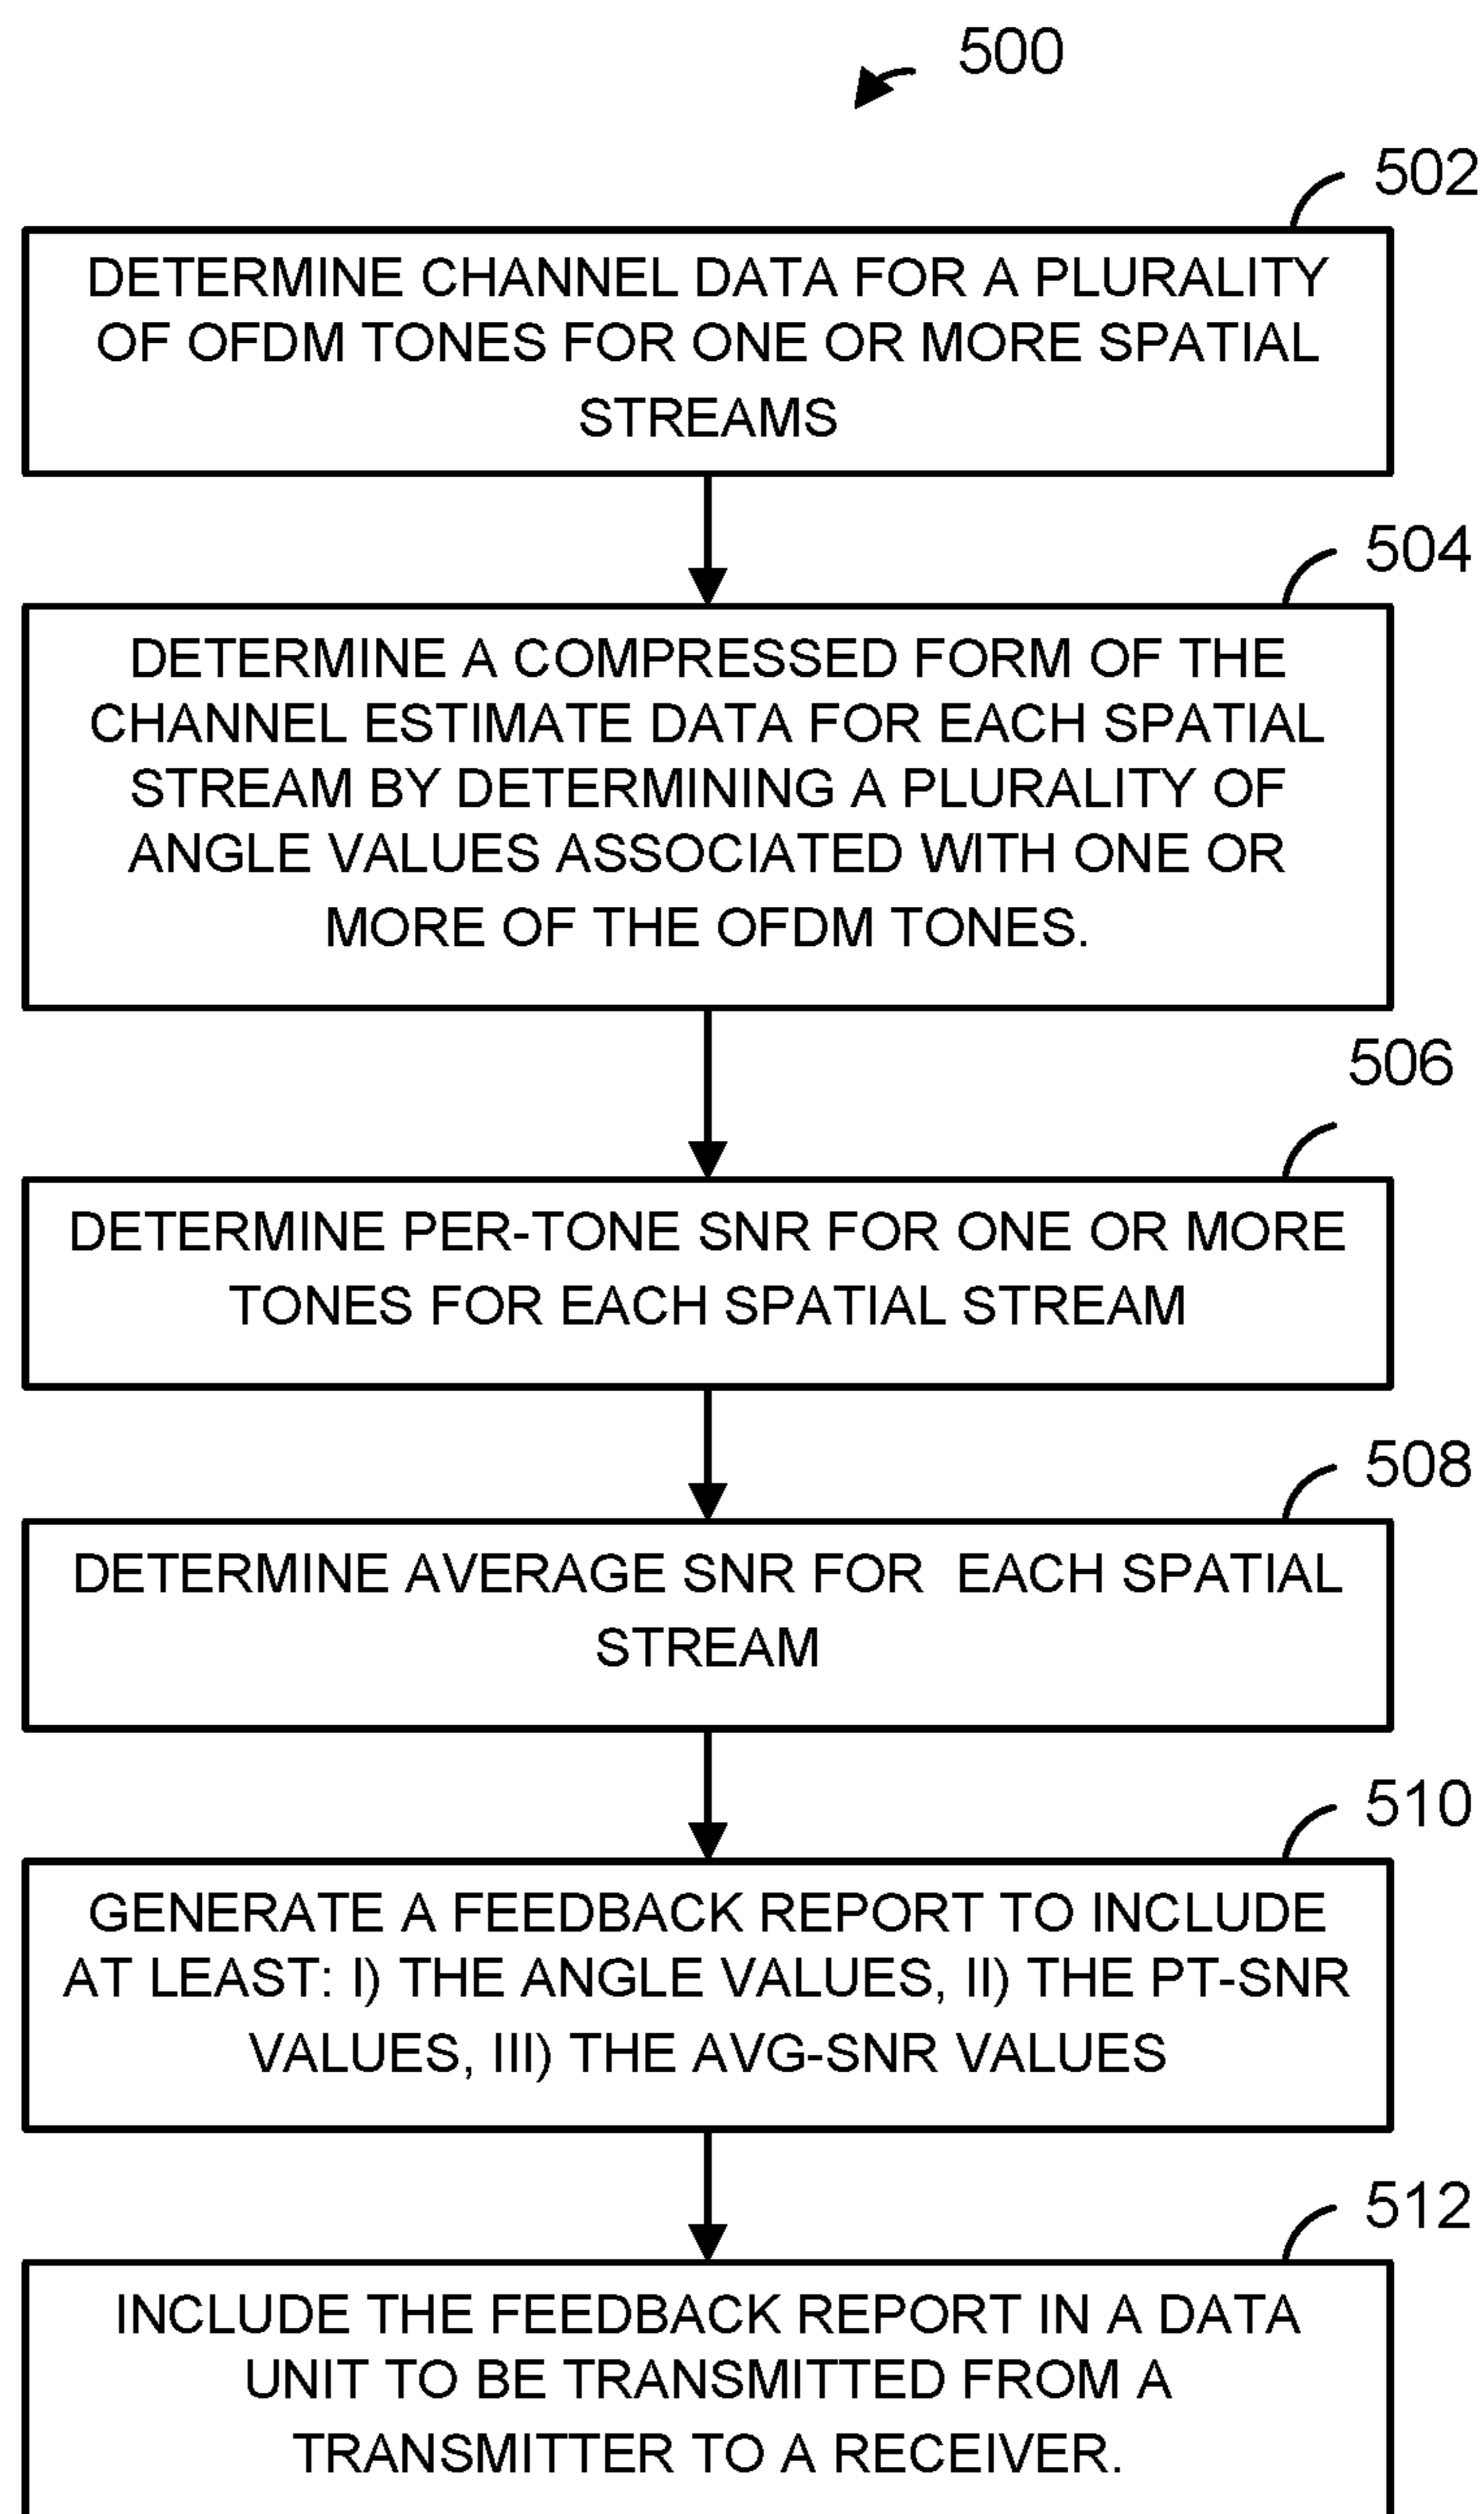 500
502
DETERMINE CHANNEL DATA FOR A PLURALITY
OF OFDM TONES FOR ONE OR MORE SPATIAL
STREAMS
504
DETERMINE A COMPRESSED FORM OF THE
CHANNEL ESTIMATE DATA FOR EACH SPATIAL
STREAM BY DETERMINING A PLURALITY OF
ANGLE VALUES ASSOCIATED WITH ONE OR
MORE OF THE OFDM TONES.
506
DETERMINE PER-TONE SNR FOR ONE OR MORE
TONES FOR EACH SPATIAL STREAM
508
DETERMINE AVERAGE SNR FOR EACH SPATIAL
STREAM
510
GENERATE A FEEDBACK REPORT TO INCLUDE
AT LEAST: I) THE ANGLE VALUES, II) THE PT-SNR
VALUES, III) THE AVG-SNR VALUES
512
INCLUDE THE FEEDBACK REPORT IN A DATA
UNIT TO BE TRANSMITTED FROM A
TRANSMITTER TO A RECEIVER.